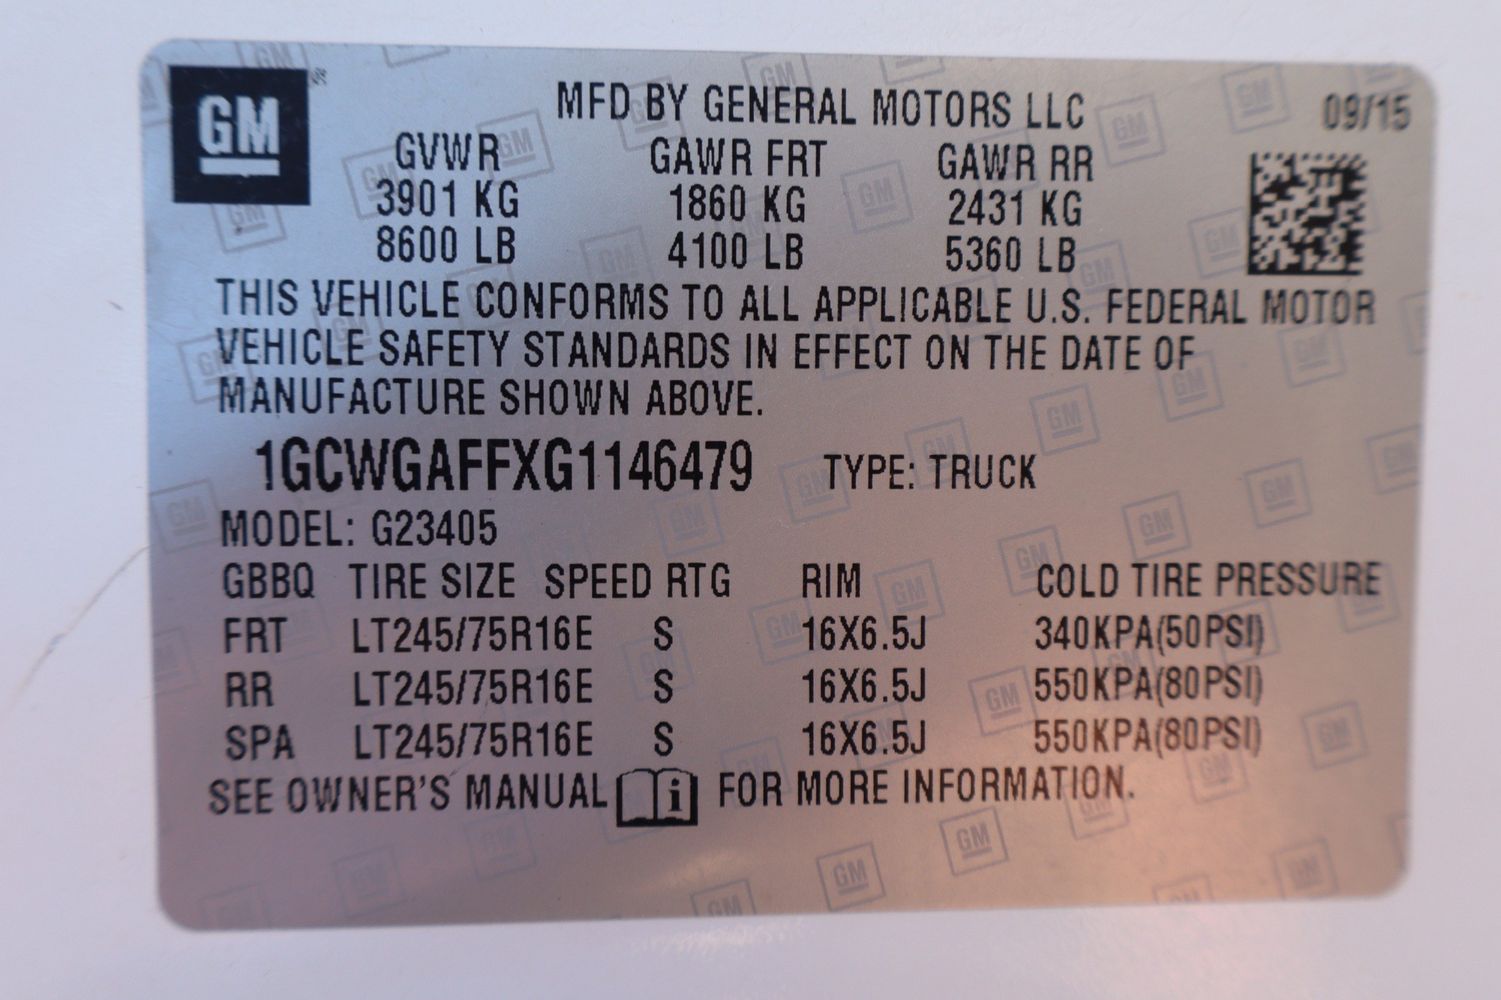 GM
MFD BY GENERAL MOTORS LLC 09/15
GVWR GAWR FRT GAWR RR
3901 KG 1860 KG 2431 KG
8600 LB 4100 LB 5360 LB
THIS VEHICLE CONFORMS TO ALL APPLICABLE U.S. FEDERAL MOTOR
VEHICLE SAFETY STANDARDS IN EFFECT ON THE DATE OF
MANUFACTURE SHOWN ABOVE.
1GCWGAFFXG1146479 TYPE: TRUCK
MODEL: G23405
GBBQ TIRE SIZE SPEED RTG RIM COLD TIRE PRESSURE
FRT LT245/75R16E S 16X6.5J 340KPA(50PSI)
RR LT245/75R16E S 16X6.5J 550KPA(80PSI)
SPA LT245/75R16E S 16X6.5J 550KPA(80PSI)
SEE OWNER'S MANUAL i FOR MORE INFORMATION.